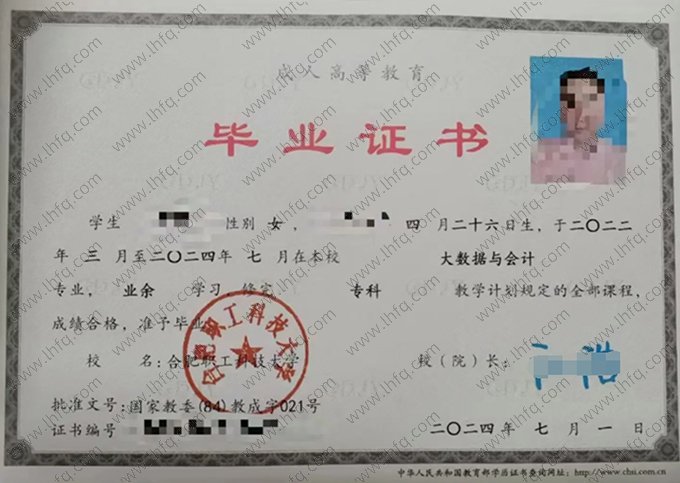 成人高等教育
毕业证书
学生 性别 女， 四 月二十六日生，于二〇二二
年 三 月至二〇二四年 七 月在本校 大数据与会计
专业， 业余 学习 修完 专科 教学计划规定的全部课程，
成绩合格，准予毕业
校 名：合肥职工科技大学 校（院）长：
合肥职工科技大学
批准文号：国家教委(84)教成字021号
证书编号 二〇二四年 七 月 一 日
中华人民共和国教育部学历证书查询网址：http://www.chsi.com.cn
www.lhfq.com